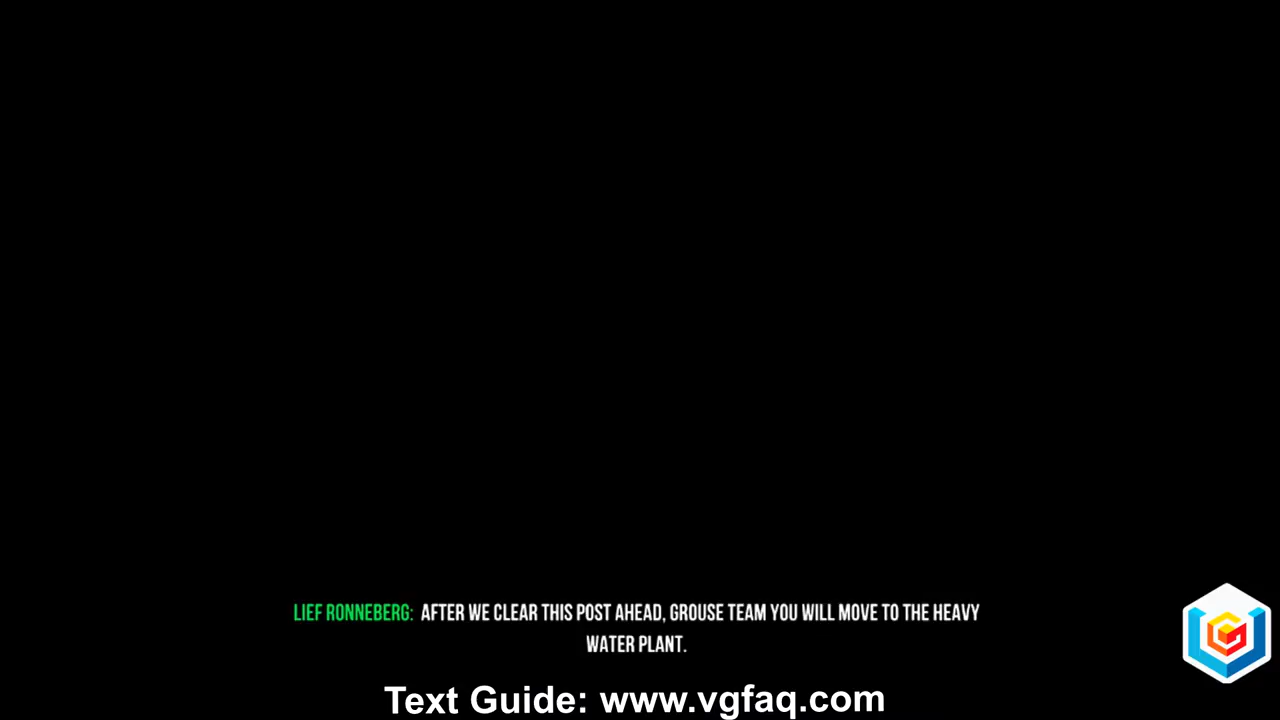 LIEF RONNEBERG: AFTER WE CLEAR THIS POST AHEAD, GROUSE TEAM YOU WILL MOVE TO THE HEAVY
WATER PLANT.
Text Guide: www.vgfaq.com